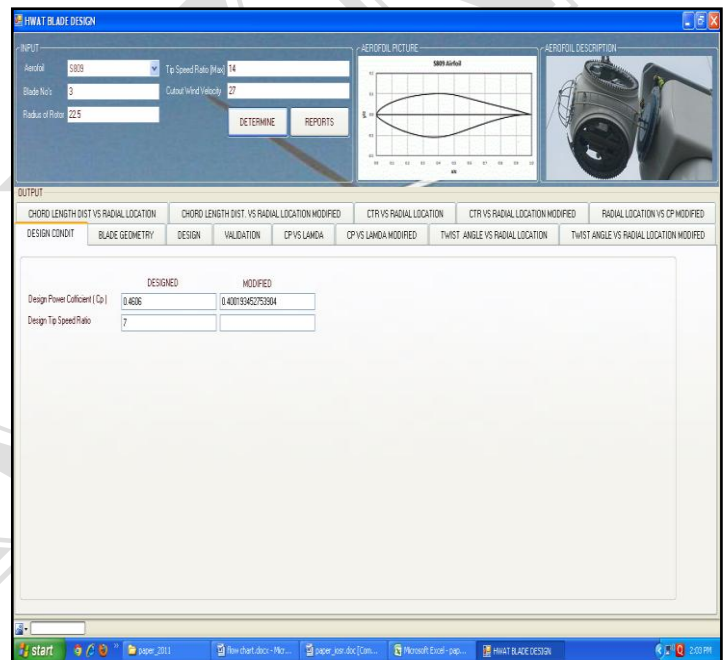 HWAT BLADE DESIGN
INPUT
Aerofoil S809
Blade No's 3
Radius of Rotor 22.5
Tip Speed Ratio (Max) 14
Cutout Wind Velocity 27
DETERMINE REPORTS
AEROFOIL PICTURE
S809 Airfoil
AEROFOIL DESCRIPTION
OUTPUT
CHORD LENGTH DIST VS RADIAL LOCATION CHORD LENGTH DIST. VS RADIAL LOCATION MODIFIED CTR VS RADIAL LOCATION CTR VS RADIAL LOCATION MODIFIED RADIAL LOCATION VS CP MODIFIED
DESIGN CONDIT BLADE GEOMETRY DESIGN VALIDATION CP VS LAMDA CP VS LAMDA MODIFIED TWIST ANGLE VS RADIAL LOCATION TWIST ANGLE VS RADIAL LOCATION MODIFED
DESIGNED MODIFIED
Design Power Cofficient ( Cp ) 0.4606 0.400193452753904
Design Tip Speed Ratio 7
start paper_2011 flow chart.docx - Micr... paper_iosr.doc [Com... Microsoft Excel - pap... HWAT BLADE DESIGN 2:03 PM